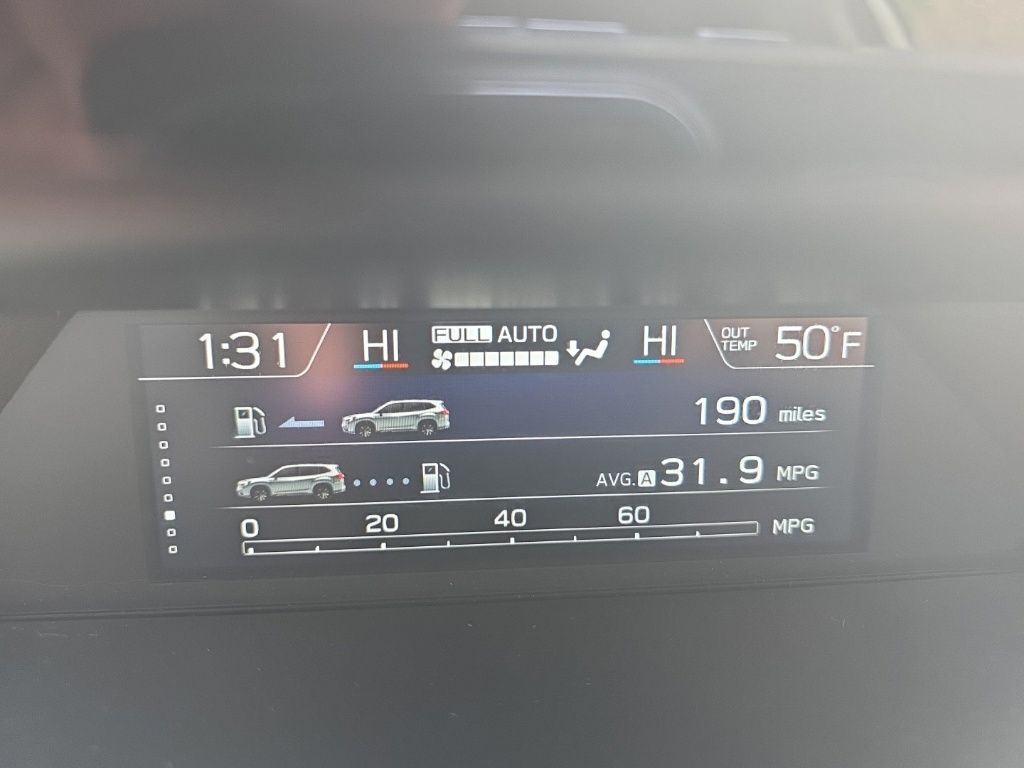 1:31 HI FULL AUTO HI OUT TEMP 50°F
190 miles
AVG. A 31.9 MPG
0 20 40 60 MPG